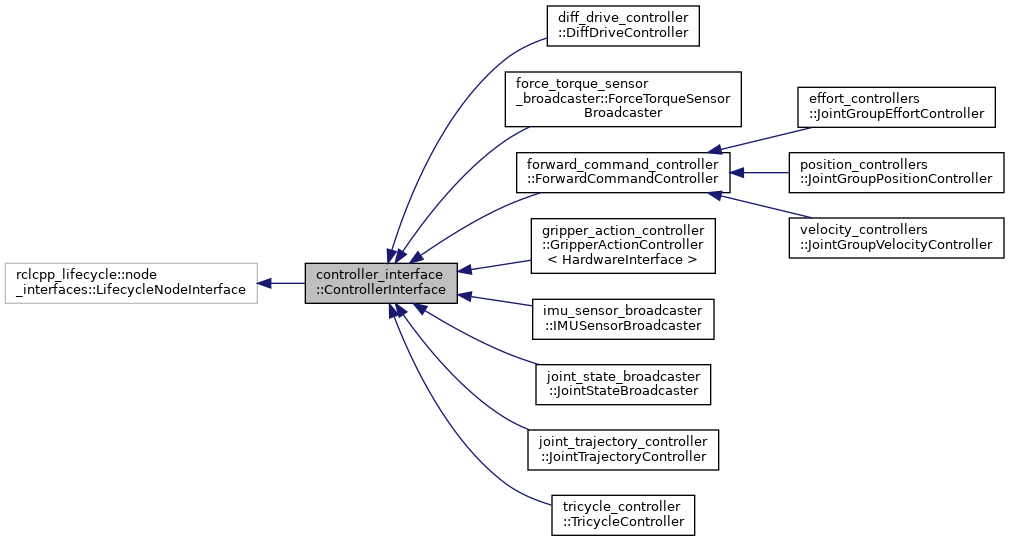 diff_drive_controller
::DiffDriveController
force_torque_sensor
_broadcaster::ForceTorqueSensor
Broadcaster
effort_controllers
::JointGroupEffortController
forward_command_controller
::ForwardCommandController
position_controllers
::JointGroupPositionController
velocity_controllers
::JointGroupVelocityController
gripper_action_controller
::GripperActionController
< HardwareInterface >
rclcpp_lifecycle::node
_interfaces::LifecycleNodeInterface
controller_interface
::ControllerInterface
imu_sensor_broadcaster
::IMUSensorBroadcaster
joint_state_broadcaster
::JointStateBroadcaster
joint_trajectory_controller
::JointTrajectoryController
tricycle_controller
::TricycleController